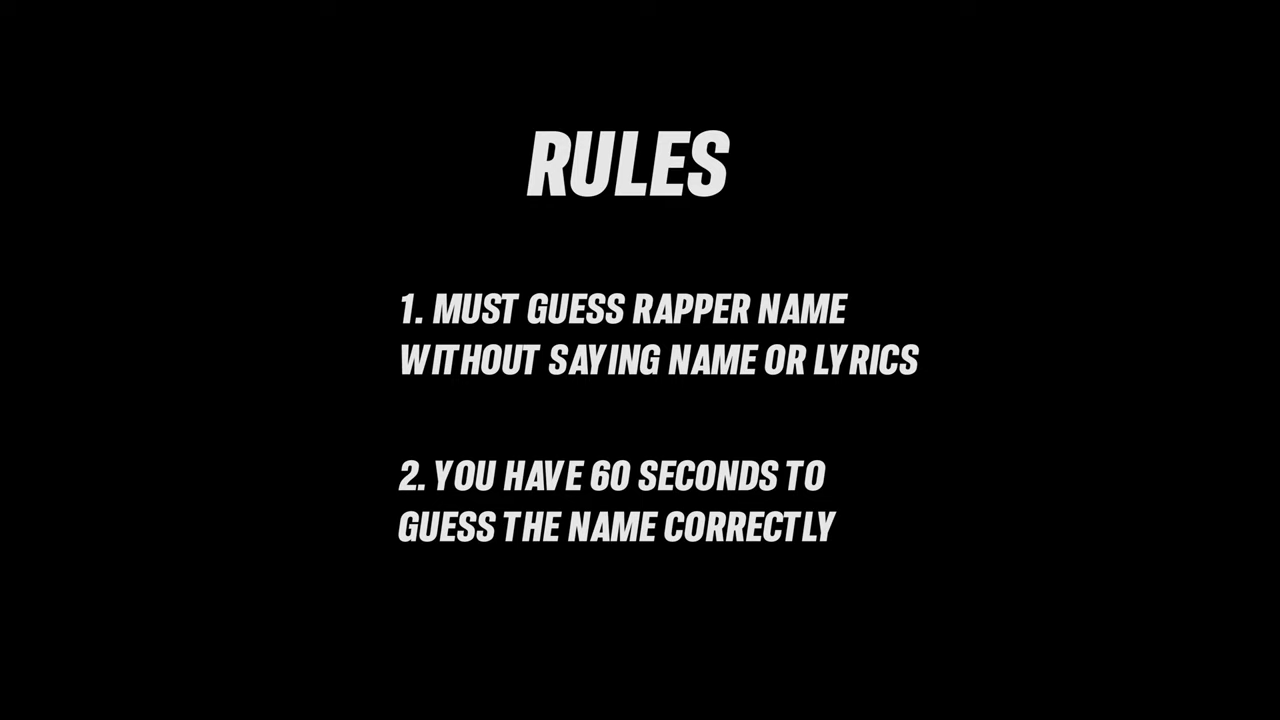 RULES
1. MUST GUESS RAPPER NAME
WITHOUT SAYING NAME OR LYRICS
2. YOU HAVE 60 SECONDS TO
GUESS THE NAME CORRECTLY